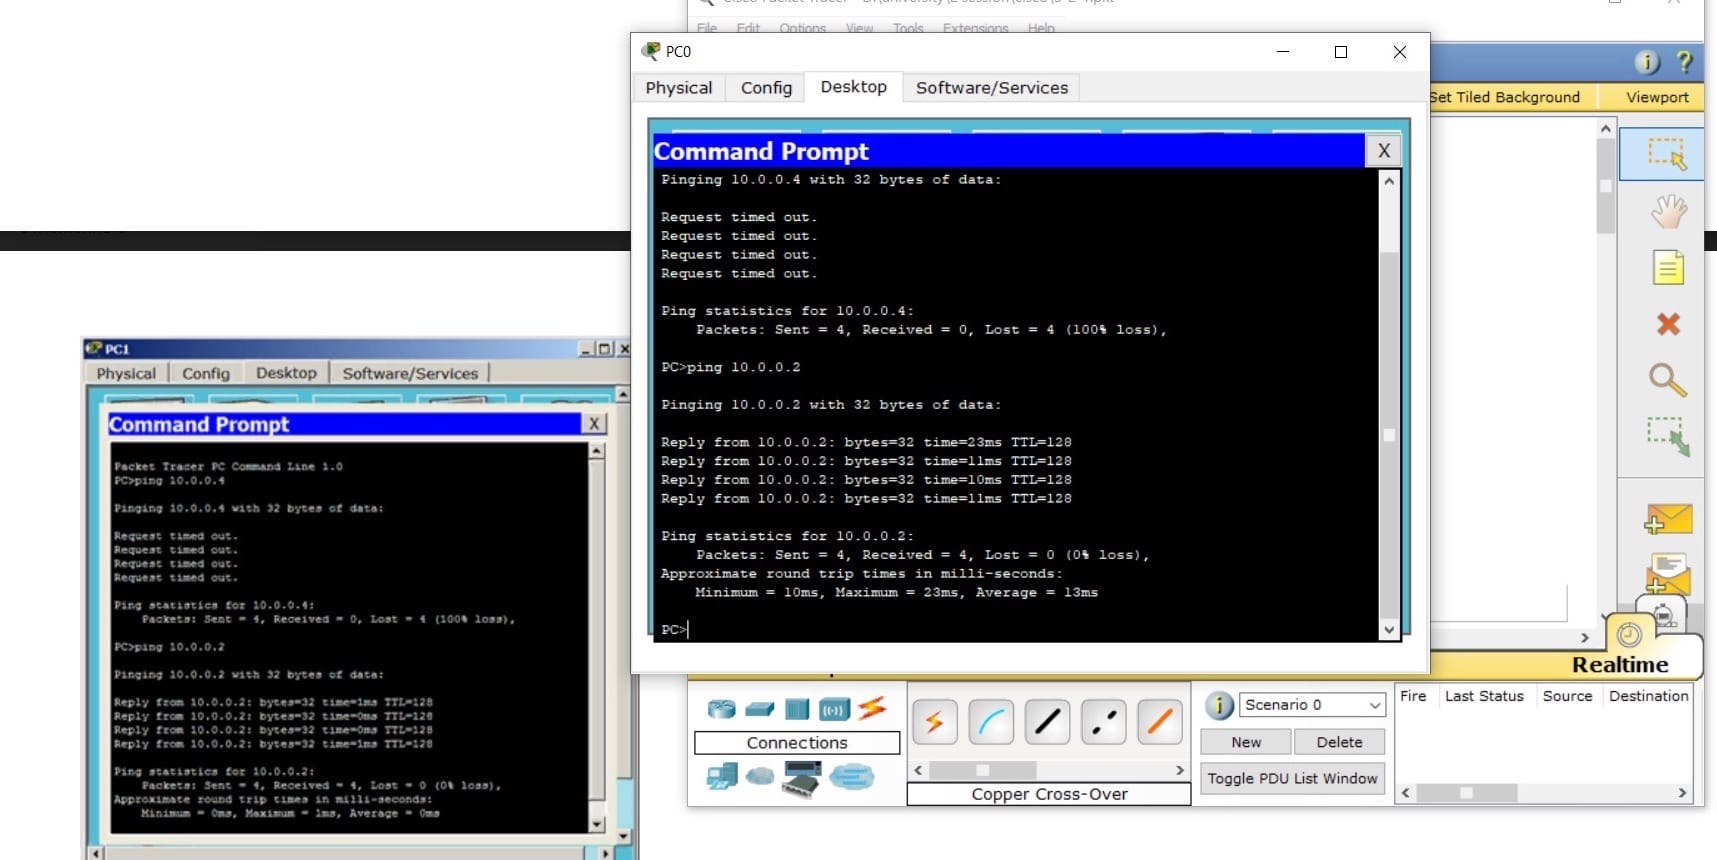 File Edit Options View Tools Extensions Help
PC0
Physical Config Desktop Software/Services
Set Tiled Background Viewport
Command Prompt X
Pinging 10.0.0.4 with 32 bytes of data:
Request timed out.
Request timed out.
Request timed out.
Request timed out.
Ping statistics for 10.0.0.4:
Packets: Sent = 4, Received = 0, Lost = 4 (100% loss),
PC>ping 10.0.0.2
Pinging 10.0.0.2 with 32 bytes of data:
Reply from 10.0.0.2: bytes=32 time=23ms TTL=128
Reply from 10.0.0.2: bytes=32 time=11ms TTL=128
Reply from 10.0.0.2: bytes=32 time=10ms TTL=128
Reply from 10.0.0.2: bytes=32 time=11ms TTL=128
Ping statistics for 10.0.0.2:
Packets: Sent = 4, Received = 4, Lost = 0 (0% loss),
Approximate round trip times in milli-seconds:
Minimum = 10ms, Maximum = 23ms, Average = 13ms
PC>
PC1
Physical Config Desktop Software/Services
Command Prompt X
Packet Tracer PC Command Line 1.0
PC>ping 10.0.0.4
Pinging 10.0.0.4 with 32 bytes of data:
Request timed out.
Request timed out.
Request timed out.
Request timed out.
Ping statistics for 10.0.0.4:
Packets: Sent = 4, Received = 0, Lost = 4 (100% loss),
PC>ping 10.0.0.2
Pinging 10.0.0.2 with 32 bytes of data:
Reply from 10.0.0.2: bytes=32 time=1ms TTL=128
Reply from 10.0.0.2: bytes=32 time=0ms TTL=128
Reply from 10.0.0.2: bytes=32 time=0ms TTL=128
Reply from 10.0.0.2: bytes=32 time=1ms TTL=128
Ping statistics for 10.0.0.2:
Packets: Sent = 4, Received = 4, Lost = 0 (0% loss),
Approximate round trip times in milli-seconds:
Minimum = 0ms, Maximum = 1ms, Average = 0ms
Realtime
Connections
Copper Cross-Over
Scenario 0
New Delete
Toggle PDU List Window
Fire Last Status Source Destination